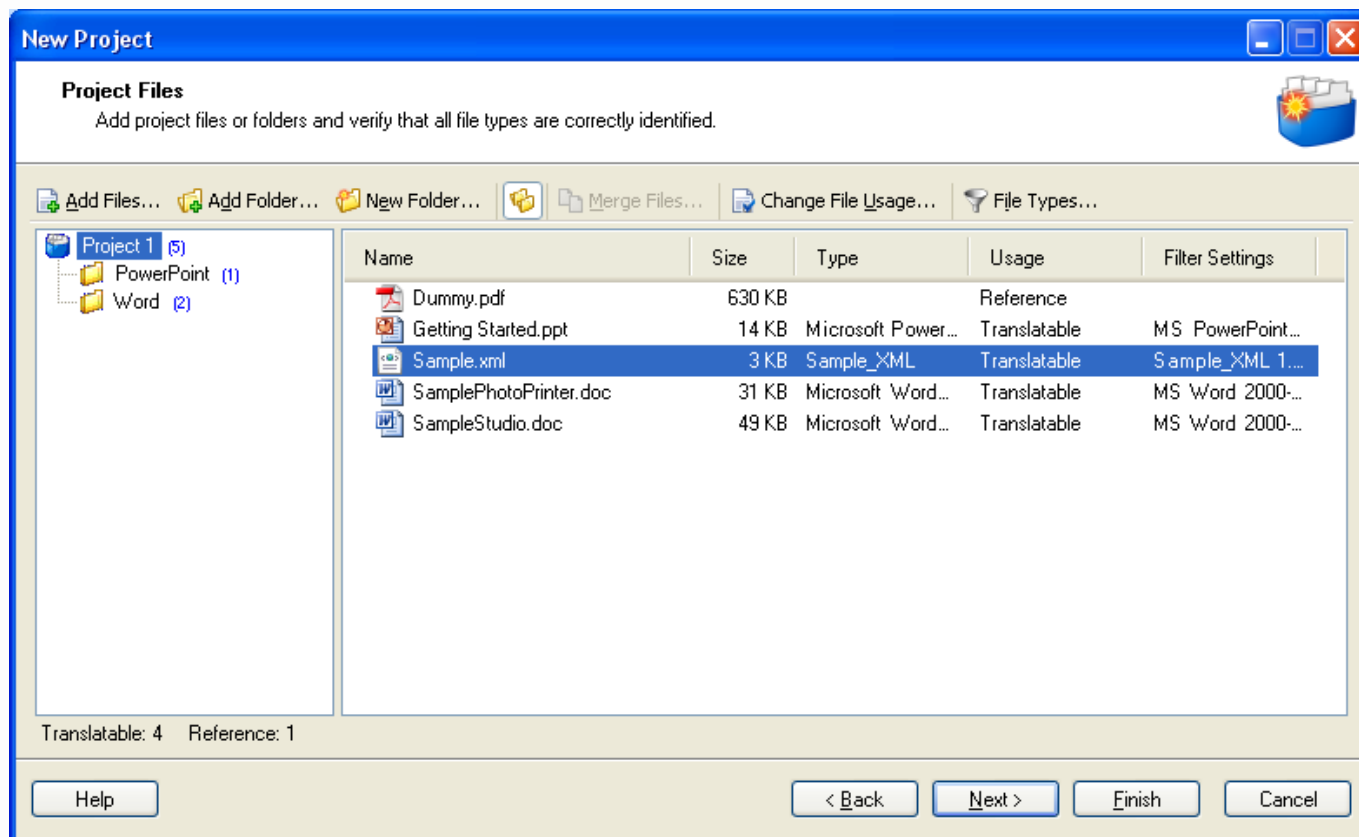 New Project
Project Files
Add project files or folders and verify that all file types are correctly identified.
Add Files... Add Folder... New Folder... Merge Files... Change File Usage... File Types...
Project 1 (5)
PowerPoint (1)
Word (2)
Name Size Type Usage Filter Settings
Dummy.pdf 630 KB Reference
Getting Started.ppt 14 KB Microsoft Power... Translatable MS PowerPoint...
Sample.xml 3 KB Sample_XML Translatable Sample_XML 1....
SamplePhotoPrinter.doc 31 KB Microsoft Word... Translatable MS Word 2000-...
SampleStudio.doc 49 KB Microsoft Word... Translatable MS Word 2000-...
Translatable: 4 Reference: 1
Help < Back Next > Finish Cancel